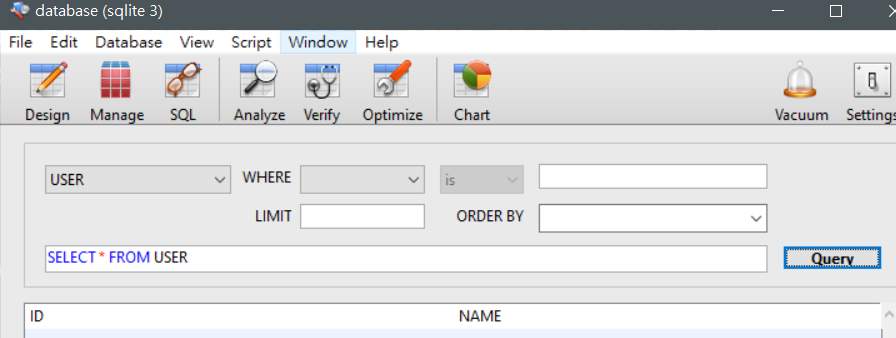 database (sqlite 3)
File Edit Database View Script Window Help
Design Manage SQL Analyze Verify Optimize Chart Vacuum Settings
USER WHERE is
LIMIT ORDER BY
SELECT * FROM USER Query
ID NAME